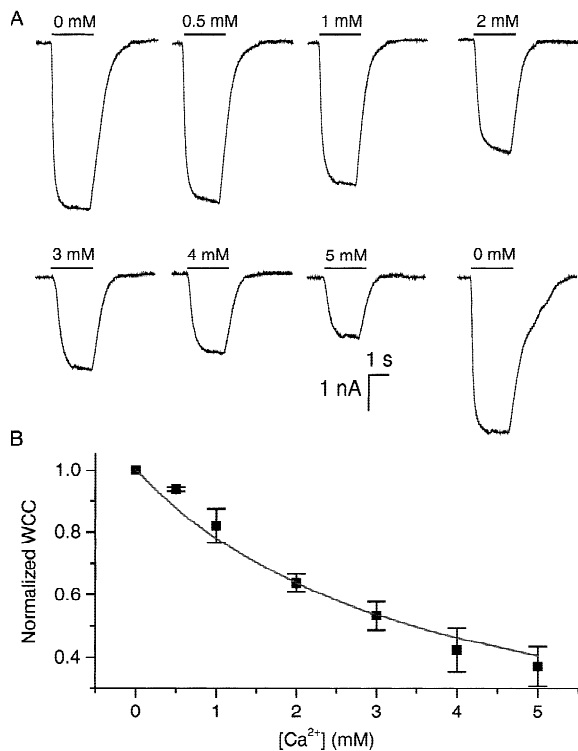 A
0 mM 0.5 mM 1 mM 2 mM
3 mM 4 mM 5 mM 0 mM
1 s
1 nA
B
Normalized WCC
1.0
0.8
0.6
0.4
0 1 2 3 4 5
[Ca²⁺] (mM)